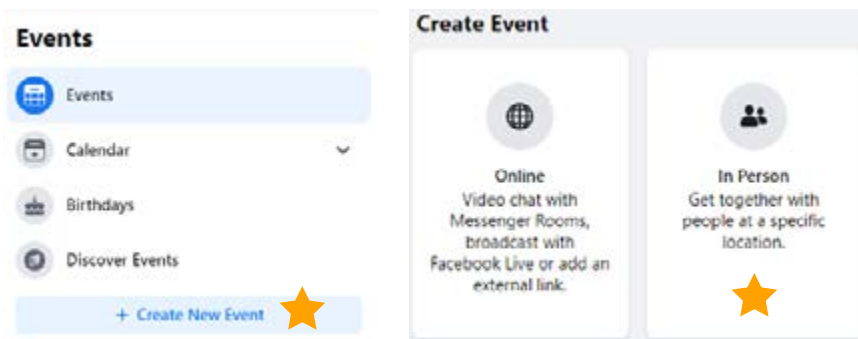 Events
Events
Calendar
Birthdays
Discover Events
+ Create New Event
Create Event
Online
Video chat with
Messenger Rooms,
broadcast with
Facebook Live or add an
external link.
In Person
Get together with
people at a specific
location.